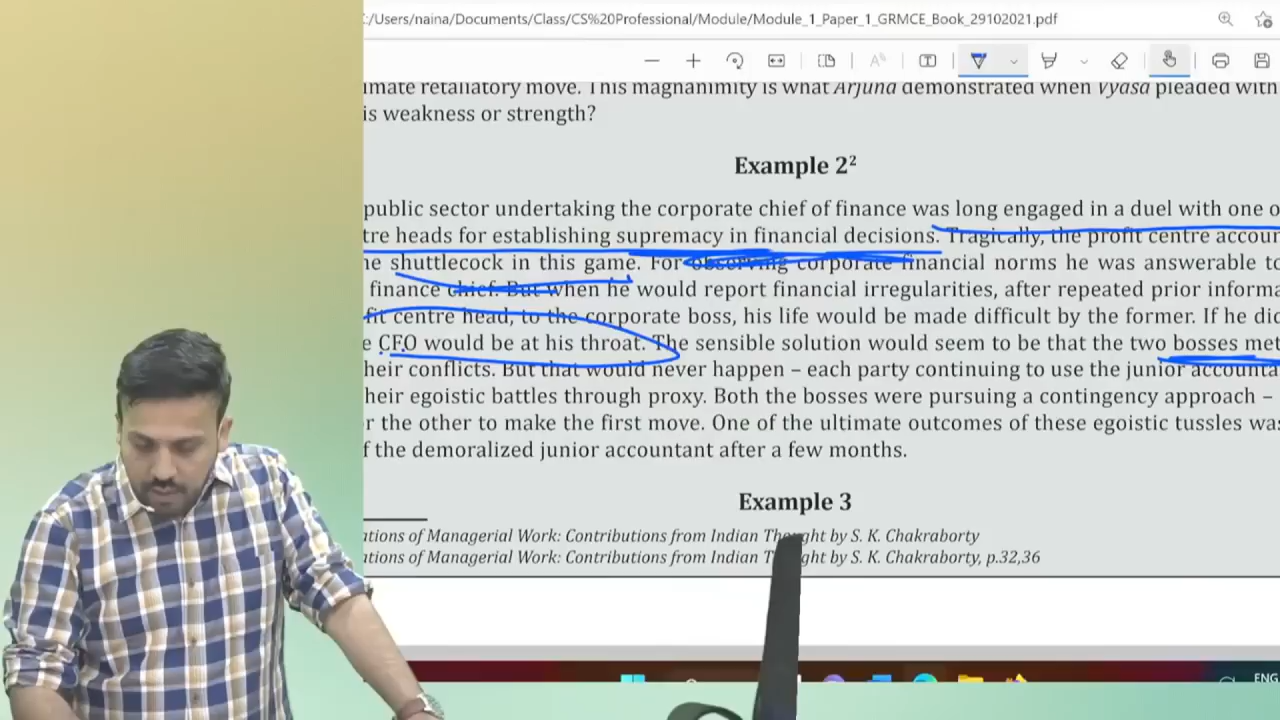 :/Users/naina/Documents/Class/CS%20Professional/Module/Module_1_Paper_1_GRMCE_Book_29102021.pdf
imate retaliatory move. This magnanimity is what Arjuna demonstrated when Vyasa pleaded with
is weakness or strength?
Example 2²
public sector undertaking the corporate chief of finance was long engaged in a duel with one o
tre heads for establishing supremacy in financial decisions. Tragically, the profit centre accoun
he shuttlecock in this game. For observing corporate financial norms he was answerable to
finance chief. But when he would report financial irregularities, after repeated prior informa
fit centre head, to the corporate boss, his life would be made difficult by the former. If he did
e CFO would be at his throat. The sensible solution would seem to be that the two bosses met
heir conflicts. But that would never happen – each party continuing to use the junior accounta
heir egoistic battles through proxy. Both the bosses were pursuing a contingency approach –
r the other to make the first move. One of the ultimate outcomes of these egoistic tussles was
f the demoralized junior accountant after a few months.
Example 3
ations of Managerial Work: Contributions from Indian Thought by S. K. Chakraborty
ations of Managerial Work: Contributions from Indian Thought by S. K. Chakraborty, p.32,36
ENG